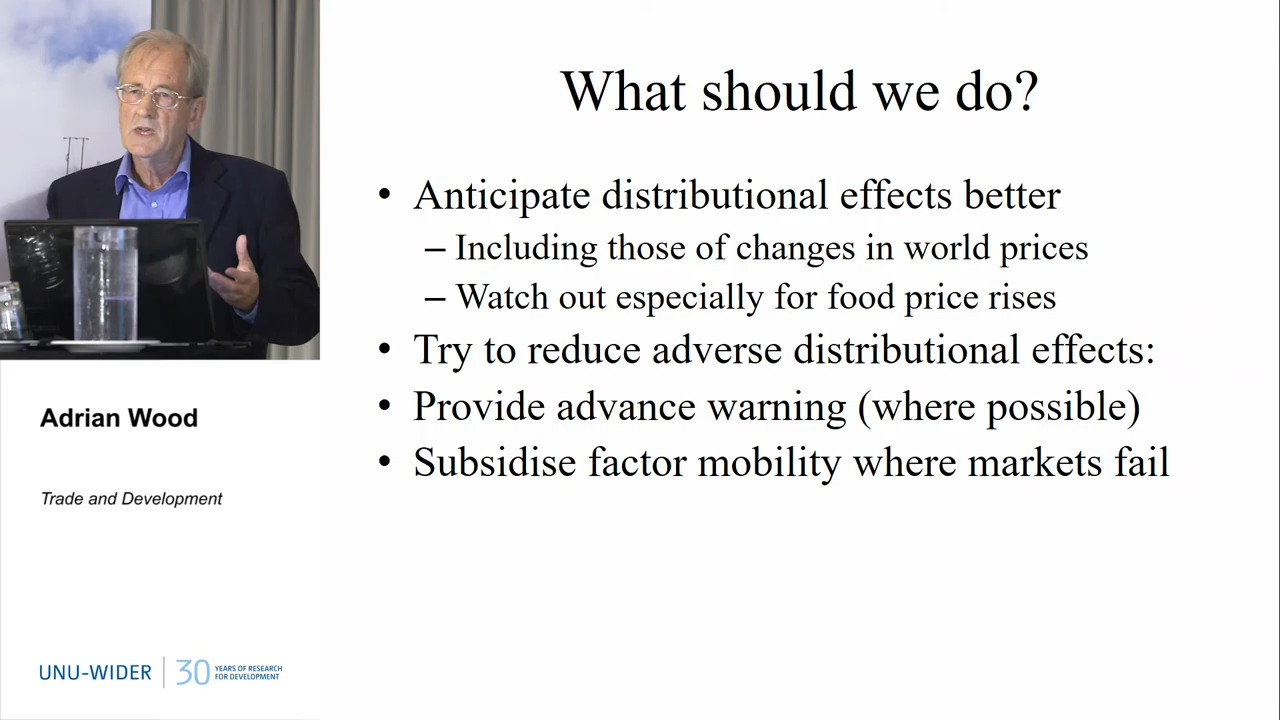 What should we do?
• Anticipate distributional effects better
– Including those of changes in world prices
– Watch out especially for food price rises
• Try to reduce adverse distributional effects:
• Provide advance warning (where possible)
• Subsidise factor mobility where markets fail
Adrian Wood
Trade and Development
UNU-WIDER
30 YEARS OF RESEARCH
FOR DEVELOPMENT